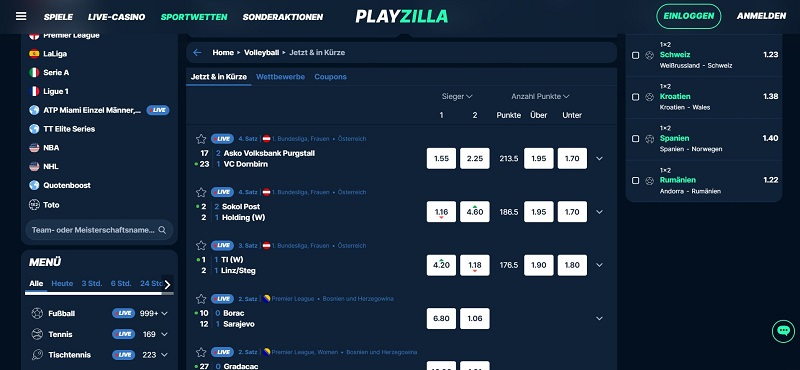 SPIELE LIVE-CASINO SPORTWETTEN SONDERAKTIONEN PLAYZILLA EINLOGGEN ANMELDEN
Premier League
LaLiga
Serie A
Ligue 1
ATP Miami Einzel Männer,... LIVE
TT Elite Series
NBA
NHL
Quotenboost
Toto
Team- oder Meisterschaftsname...
MENÜ
Alle Heute 3 Std. 6 Std. 24 Std
Fußball LIVE 999+
Tennis LIVE 169
Tischtennis LIVE 223
Home Volleyball Jetzt & in Kürze
Jetzt & in Kürze Wettbewerbe Coupons
Sieger Anzahl Punkte
1 2 Punkte Über Unter
LIVE 4. Satz 1. Bundesliga, Frauen • Österreich
17 2 Asko Volksbank Purgstall
23 1 VC Dornbirn
1.55 2.25 213.5 1.95 1.70
LIVE 4. Satz 1. Bundesliga, Frauen • Österreich
2 2 Sokol Post
2 1 Holding (W)
1.16 4.60 186.5 1.95 1.70
LIVE 3. Satz 1. Bundesliga, Frauen • Österreich
1 1 TI (W)
2 1 Linz/Steg
4.20 1.18 176.5 1.90 1.80
LIVE 2. Satz Premier League • Bosnien und Herzegowina
10 0 Borac
12 1 Sarajevo
6.80 1.06
LIVE 2. Satz Premier League, Women • Bosnien und Herzegowina
27 0 Gradacac
1×2
Schweiz 1.23
Weißrussland - Schweiz
1×2
Kroatien 1.38
Kroatien - Wales
1×2
Spanien 1.40
Spanien - Norwegen
1×2
Rumänien 1.22
Andorra - Rumänien